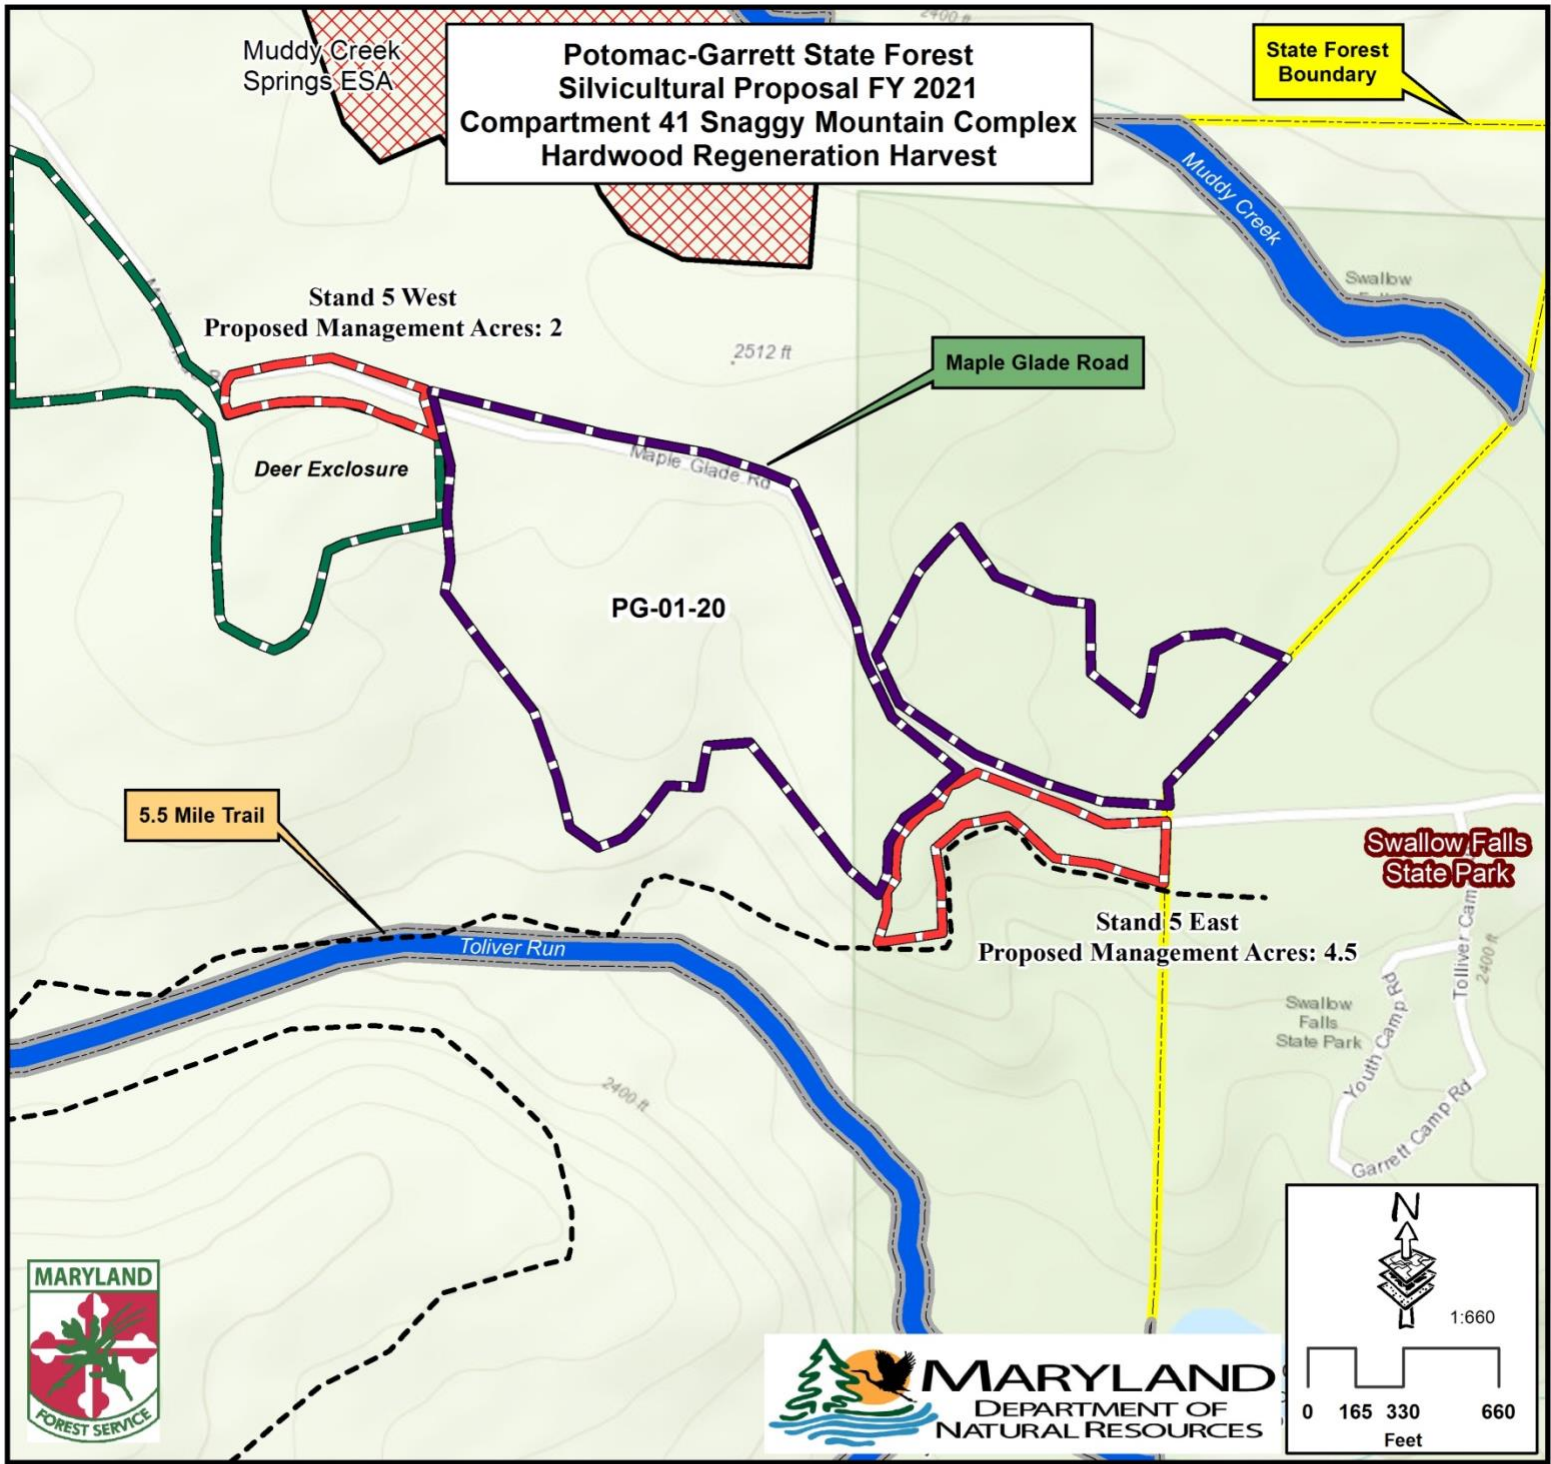 2400 ft
Muddy Creek
Springs ESA
Potomac-Garrett State Forest
Silvicultural Proposal FY 2021
Compartment 41 Snaggy Mountain Complex
Hardwood Regeneration Harvest
State Forest
Boundary
Muddy Creek
Swallow
Stand 5 West
Proposed Management Acres: 2
2512 ft
Maple Glade Road
Maple Glade Rd
Deer Exclosure
PG-01-20
5.5 Mile Trail
Swallow Falls
State Park
Toliver Run
Stand 5 East
Proposed Management Acres: 4.5
Tolliver Cam
2400 ft
Swallow
Falls
State Park
Youth Camp Rd
Garrett Camp Rd
2400 ft
N
1:660
0 165 330 660
Feet
MARYLAND
FOREST SERVICE
MARYLAND
DEPARTMENT OF
NATURAL RESOURCES